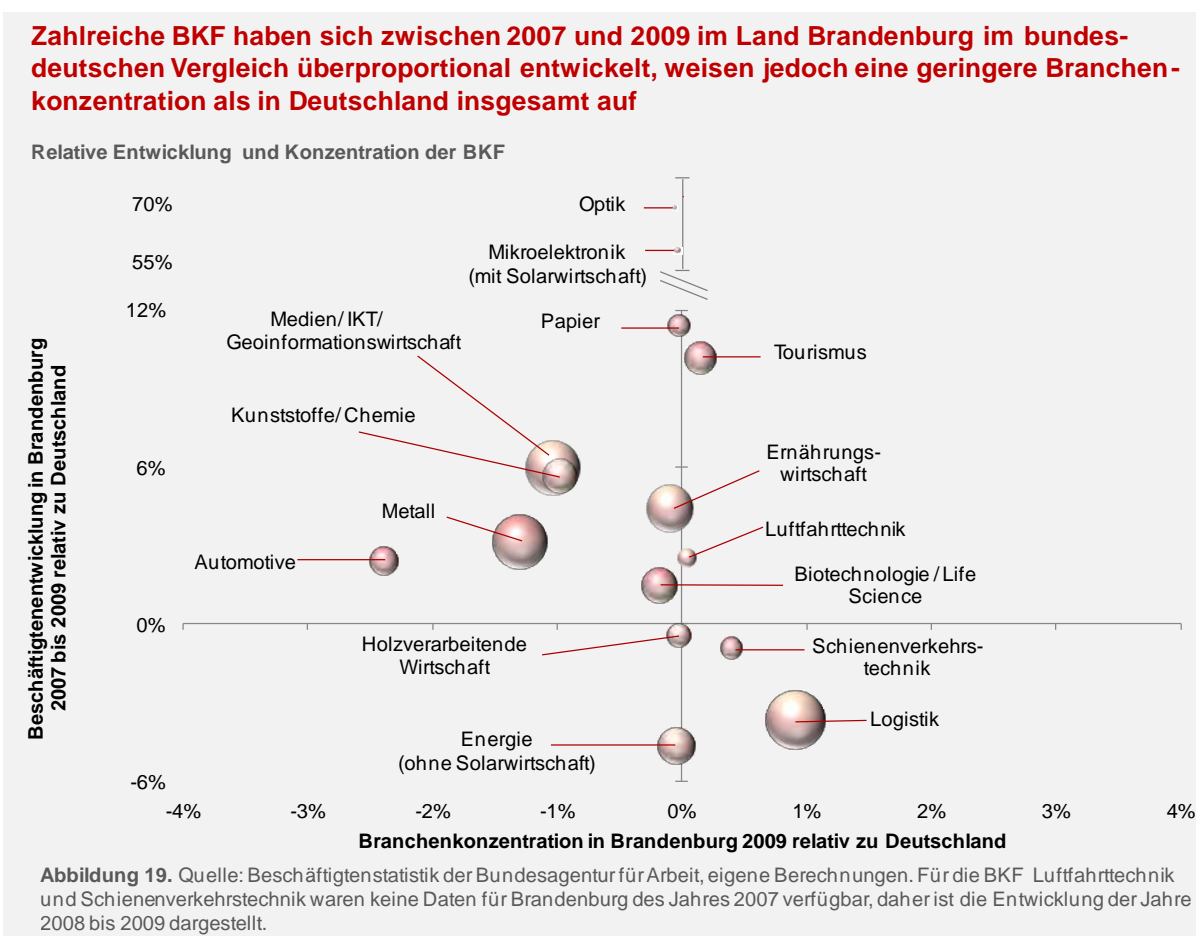 Zahlreiche BKF haben sich zwischen 2007 und 2009 im Land Brandenburg im bundes-
deutschen Vergleich überproportional entwickelt, weisen jedoch eine geringere Branchen-
konzentration als in Deutschland insgesamt auf
Relative Entwicklung und Konzentration der BKF
70%
Optik
Mikroelektronik
(mit Solarwirtschaft)
55%
12%
Medien/ IKT/
Geoinformationswirtschaft
Papier
Tourismus
Kunststoffe/ Chemie
6%
Ernährungs-
wirtschaft
Metall
Luftfahrttechnik
Automotive
Biotechnologie / Life
Science
0%
Holzverarbeitende
Wirtschaft
Schienenverkehrs-
technik
Logistik
Energie
(ohne Solarwirtschaft)
-6%
Beschäftigtenentwicklung in Brandenburg
2007 bis 2009 relativ zu Deutschland
-4% -3% -2% -1% 0% 1% 2% 3% 4%
Branchenkonzentration in Brandenburg 2009 relativ zu Deutschland
Abbildung 19. Quelle: Beschäftigtenstatistik der Bundesagentur für Arbeit, eigene Berechnungen. Für die BKF Luftfahrttechnik
und Schienenverkehrstechnik waren keine Daten für Brandenburg des Jahres 2007 verfügbar, daher ist die Entwicklung der Jahre
2008 bis 2009 dargestellt.